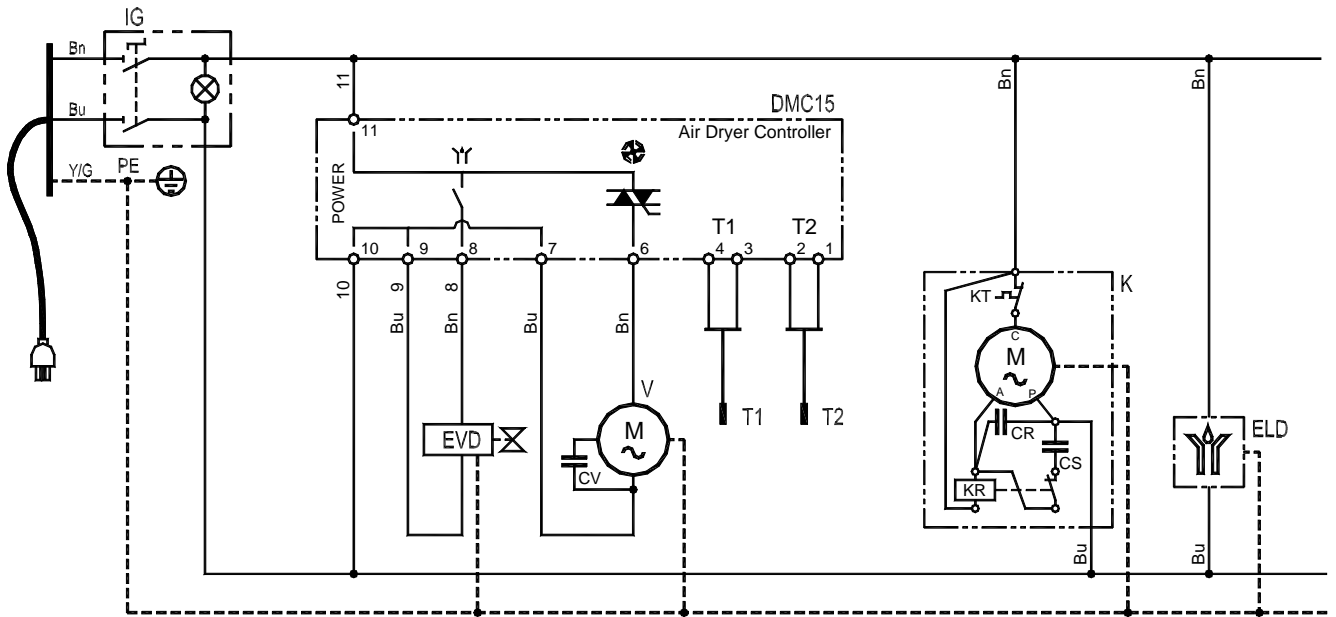 IG
Bn
Bu
Y/G PE
11
DMC15
11 Air Dryer Controller
POWER
T1 T2
10 9 8 7 6 4 3 2 1
10 9 8
Bu Bn Bu Bn
Bn
Bn
K
KT
C
M
A P
CR
CS
KR
Bu
V
M
CV
EVD
T1 T2
ELD
Bu